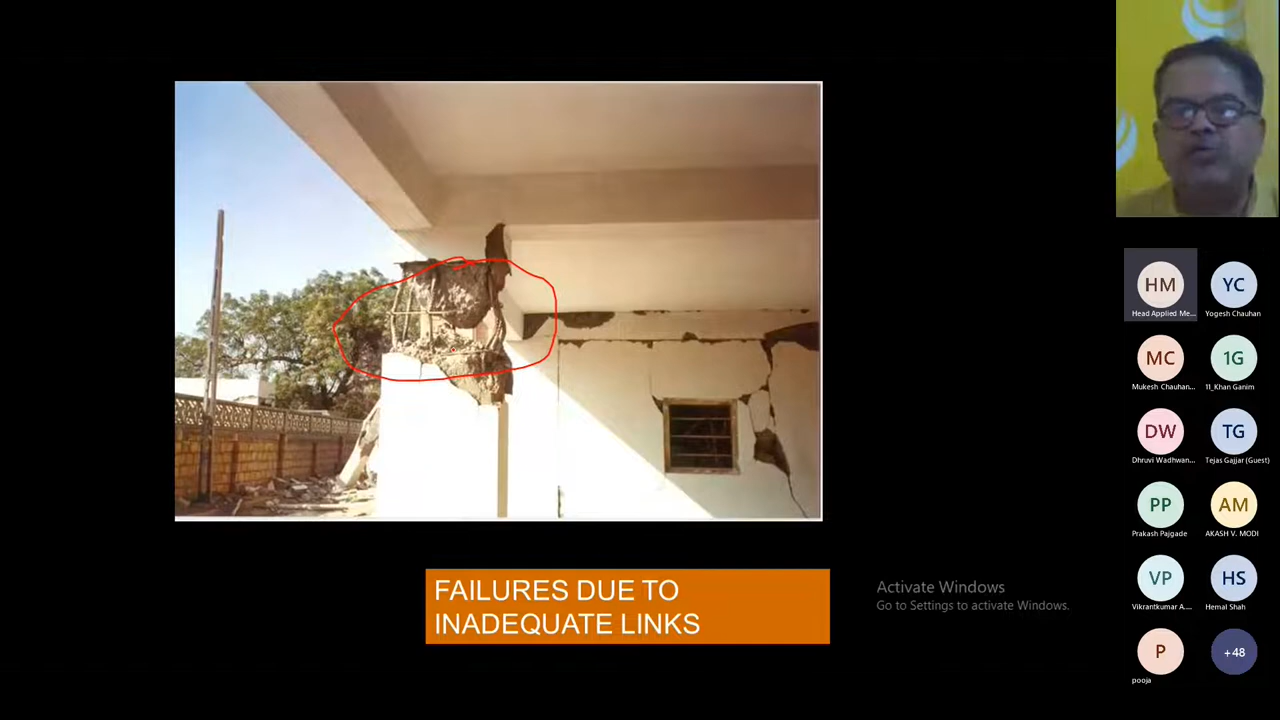 FAILURES DUE TO
INADEQUATE LINKS
Activate Windows
Go to Settings to activate Windows.
HM
YC
Head Applied Me...
Yogesh Chauhan
MC
1G
Mukesh Chauhan...
11_Khan Ganim
DW
TG
Dhruvi Wadhwan...
Tejas Gajjar (Guest)
PP
AM
Prakash Pajgade
AKASH V. MODI
VP
HS
Vikrantkumar A....
Hemal Shah
P
+48
pooja